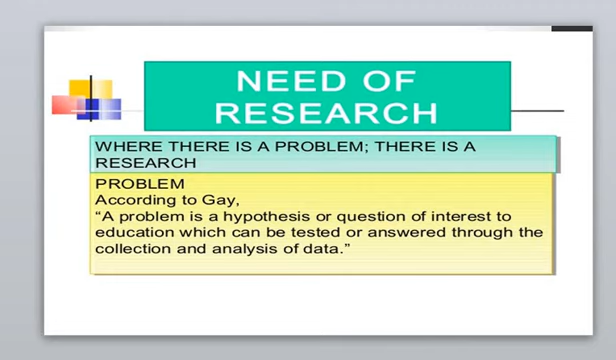 NEED OF
RESEARCH
WHERE THERE IS A PROBLEM; THERE IS A
RESEARCH
PROBLEM
According to Gay,
“A problem is a hypothesis or question of interest to
education which can be tested or answered through the
collection and analysis of data.”